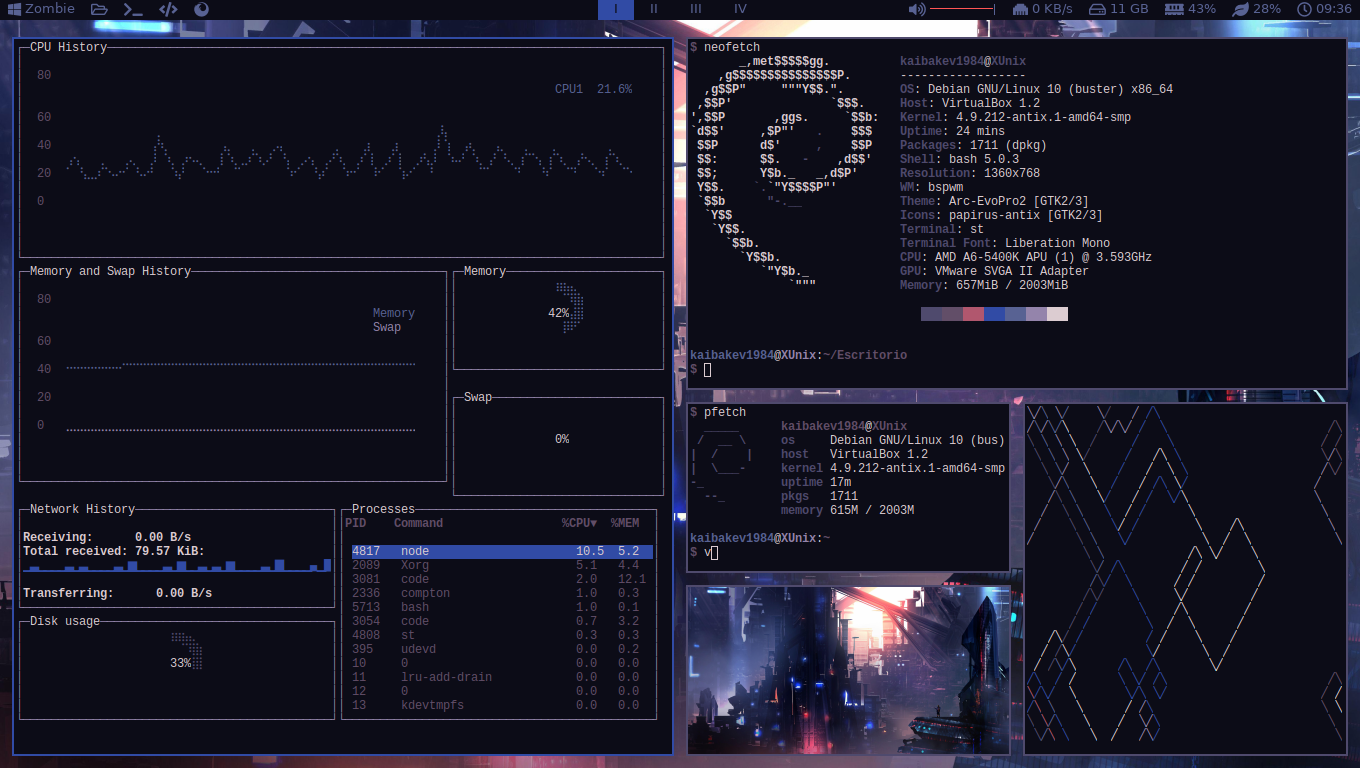 Zombie I II III IV 0 KB/s 11 GB 43% 28% 09:36
CPU History
80
CPU1 21.6%
60
40
20
0
Memory and Swap History
80
Memory
Swap
60
40
20
0
Memory
42%
Swap
0%
Network History
Receiving: 0.00 B/s
Total received: 79.57 KiB:
Transferring: 0.00 B/s
Disk usage
33%
Processes
PID Command %CPU▼ %MEM
4817 node 10.5 5.2
2089 Xorg 5.1 4.4
3081 code 2.0 12.1
2336 compton 1.0 0.3
5713 bash 1.0 0.1
3054 code 0.7 3.2
4808 st 0.3 0.3
395 udevd 0.0 0.2
10 0 0.0 0.0
11 lru-add-drain 0.0 0.0
12 0 0.0 0.0
13 kdevtmpfs 0.0 0.0
$ neofetch
kaibakev1984@XUnix
------------------
OS: Debian GNU/Linux 10 (buster) x86_64
Host: VirtualBox 1.2
Kernel: 4.9.212-antix.1-amd64-smp
Uptime: 24 mins
Packages: 1711 (dpkg)
Shell: bash 5.0.3
Resolution: 1360x768
WM: bspwm
Theme: Arc-EvoPro2 [GTK2/3]
Icons: papirus-antix [GTK2/3]
Terminal: st
Terminal Font: Liberation Mono
CPU: AMD A6-5400K APU (1) @ 3.593GHz
GPU: VMware SVGA II Adapter
Memory: 657MiB / 2003MiB
kaibakev1984@XUnix:~/Escritorio
$
$ pfetch
kaibakev1984@XUnix
os Debian GNU/Linux 10 (bus)
host VirtualBox 1.2
kernel 4.9.212-antix.1-amd64-smp
uptime 17m
pkgs 1711
memory 615M / 2003M
kaibakev1984@XUnix:~
$ v